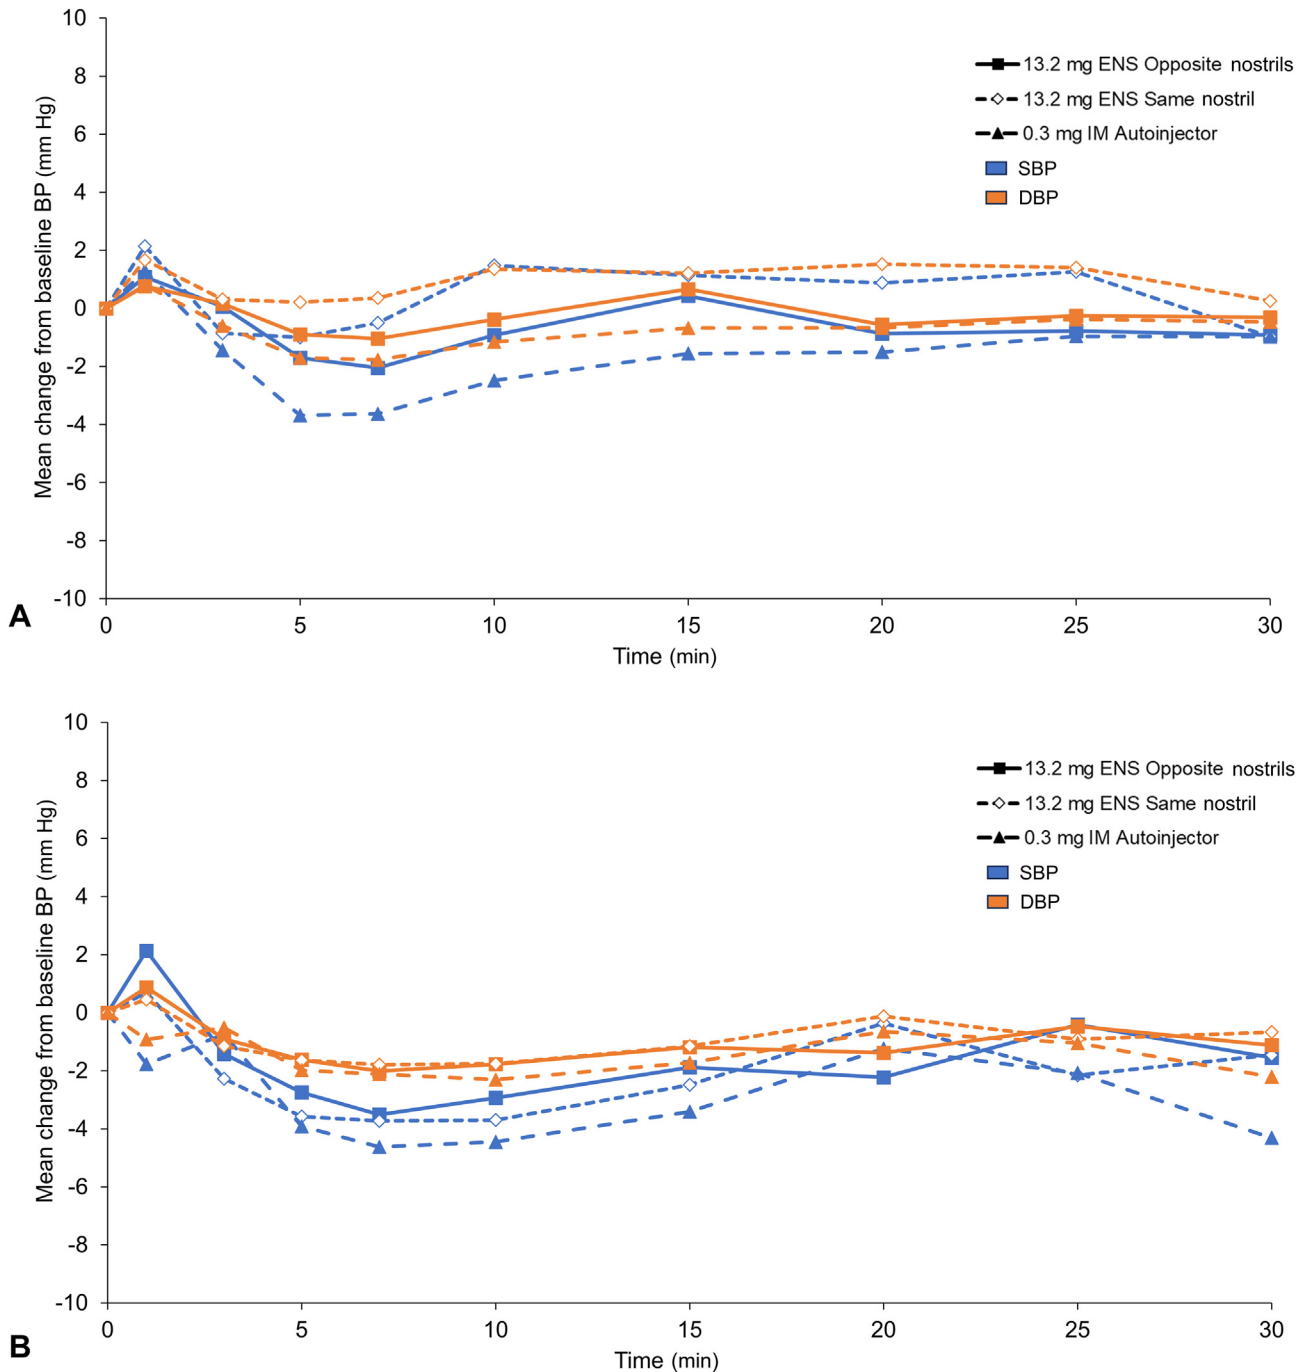 10
8
6
4
2
0
-2
-4
-6
-8
-10
Mean change from baseline BP (mm Hg)
13.2 mg ENS Opposite nostrils
13.2 mg ENS Same nostril
0.3 mg IM Autoinjector
SBP
DBP
A
0 5 10 15 20 25 30
Time (min)
10
8
6
4
2
0
-2
-4
-6
-8
-10
Mean change from baseline BP (mm Hg)
13.2 mg ENS Opposite nostrils
13.2 mg ENS Same nostril
0.3 mg IM Autoinjector
SBP
DBP
B
0 5 10 15 20 25 30
Time (min)